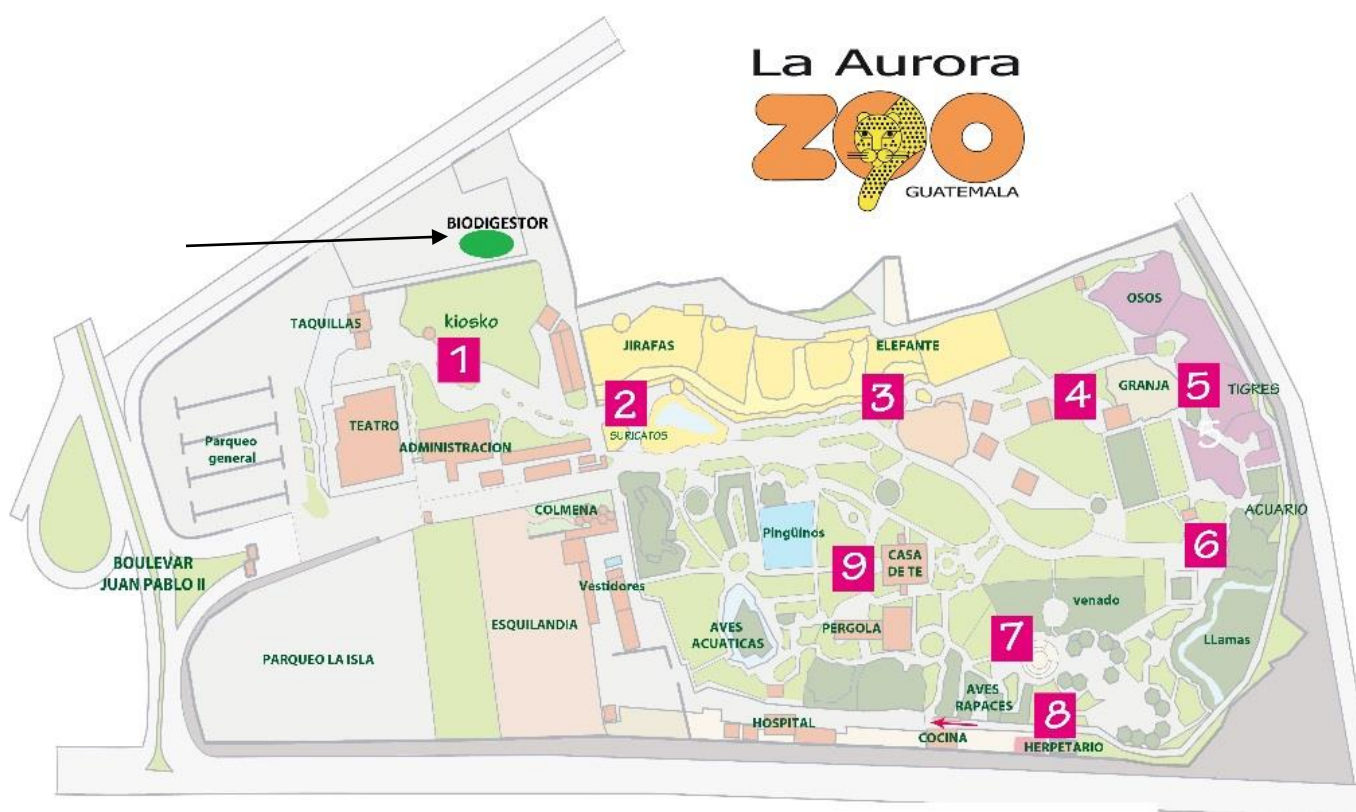 La Aurora
ZOO
GUATEMALA
BIODIGESTOR
OSOS
TAQUILLAS
kiosko
1
JIRAFAS
ELEFANTE
2
3
4
GRANJA
5
TIGRES
5
SURICATOS
TEATRO
ADMINISTRACION
Parqueo
general
COLMENA
Pingüinos
ACUARIO
6
BOULEVAR
JUAN PABLO II
Vestidores
9
CASA
DE TE
venado
ESQUILANDIA
AVES
ACUATICAS
PERGOLA
7
LLamas
PARQUEO LA ISLA
AVES
RAPACES
8
HOSPITAL
COCINA
HERPETARIO